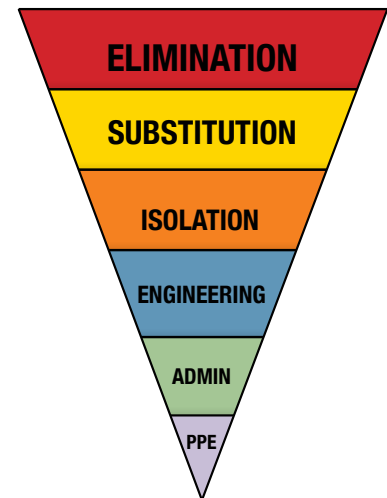 ELIMINATION
SUBSTITUTION
ISOLATION
ENGINEERING
ADMIN
PPE